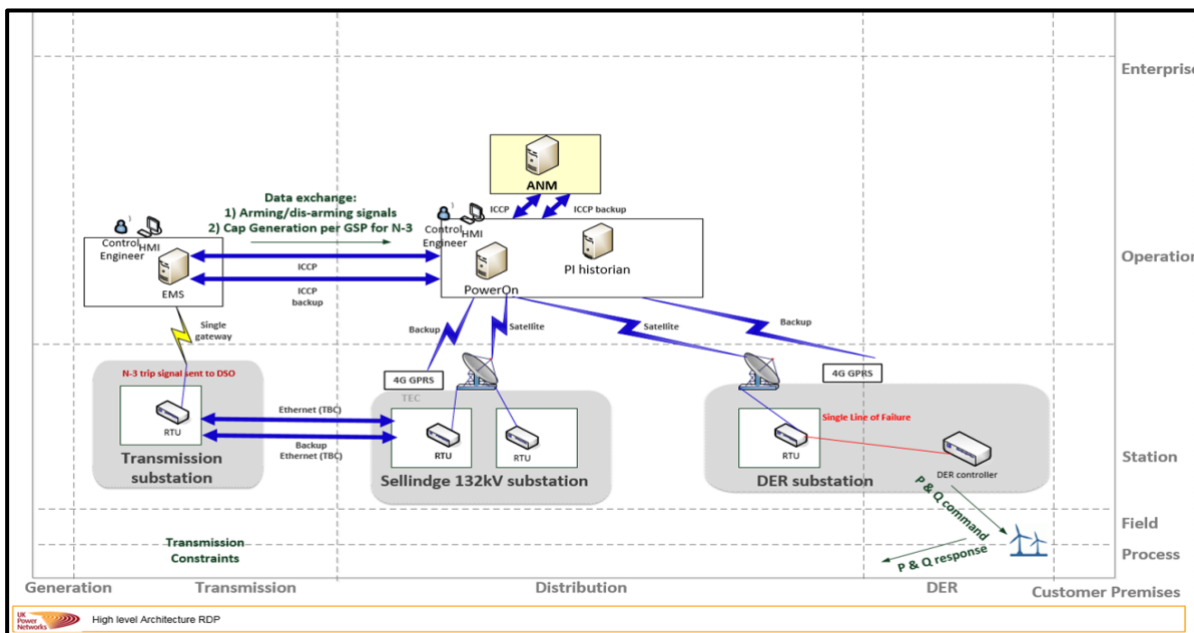 Enterprise
ANM
ICCP
ICCP backup
Data exchange:
1) Arming/dis-arming signals
2) Cap Generation per GSP for N-3
Control
Engineer
HMI
EMS
ICCP
ICCP
backup
Control
Engineer
HMI
PowerOn
PI historian
Operation
Single
gateway
Backup
Satellite
Satellite
Backup
N-3 trip signal sent to DSO
RTU
Transmission
substation
Ethernet (TBC)
Backup
Ethernet (TBC)
4G GPRS
TEC
RTU
RTU
Sellindge 132kV substation
4G GPRS
Single Line of Failure
RTU
DER controller
DER substation
Station
P & Q command
P & Q response
Field
Process
Transmission
Constraints
Generation
Transmission
Distribution
DER
Customer Premises
UK
Power
Networks
High level Architecture RDP